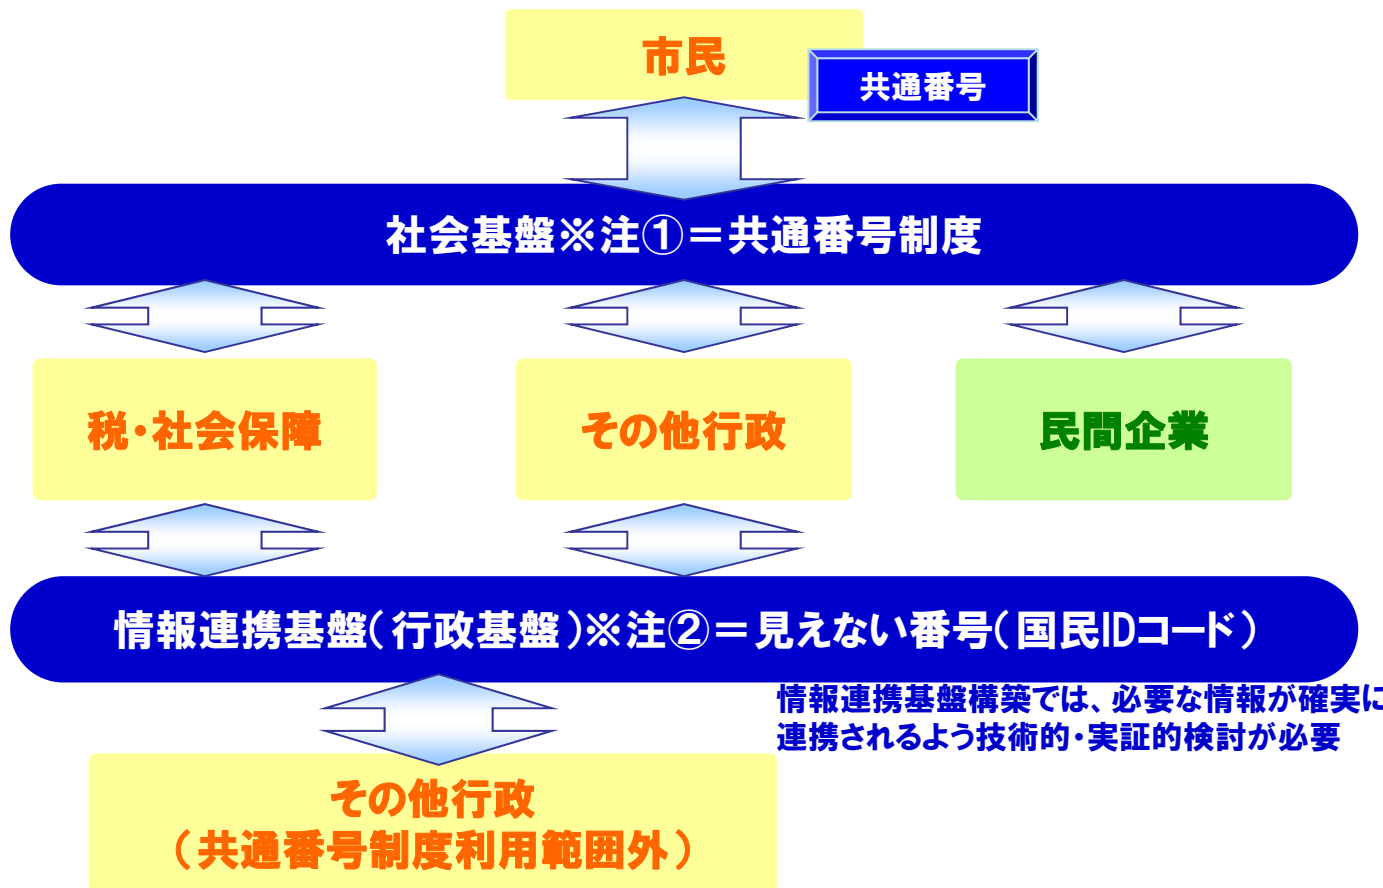 市民
共通番号
社会基盤※注①＝共通番号制度
税・社会保障
その他行政
民間企業
情報連携基盤（行政基盤）※注②＝見えない番号（国民IDコード）
情報連携基盤構築では、必要な情報が確実に
連携されるよう技術的・実証的検討が必要
その他行政
（共通番号制度利用範囲外）